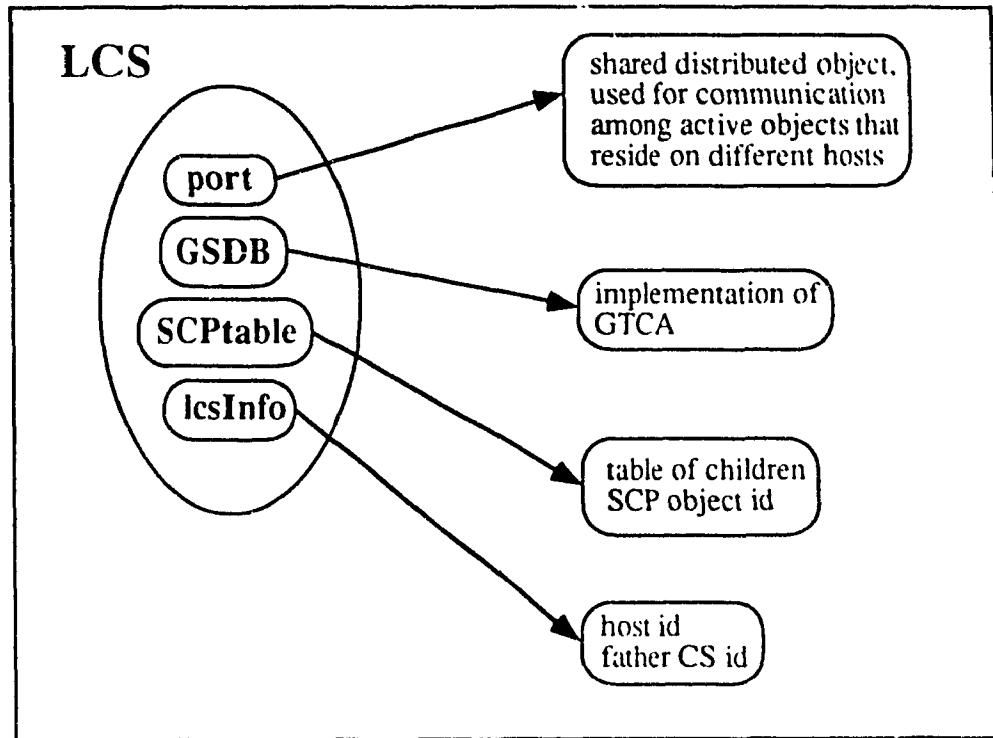 LCS
shared distributed object,
used for communication
among active objects that
reside on different hosts
port
GSDB
implementation of
GTCA
SCPtable
lcsInfo
table of children
SCP object id
host id
father CS id